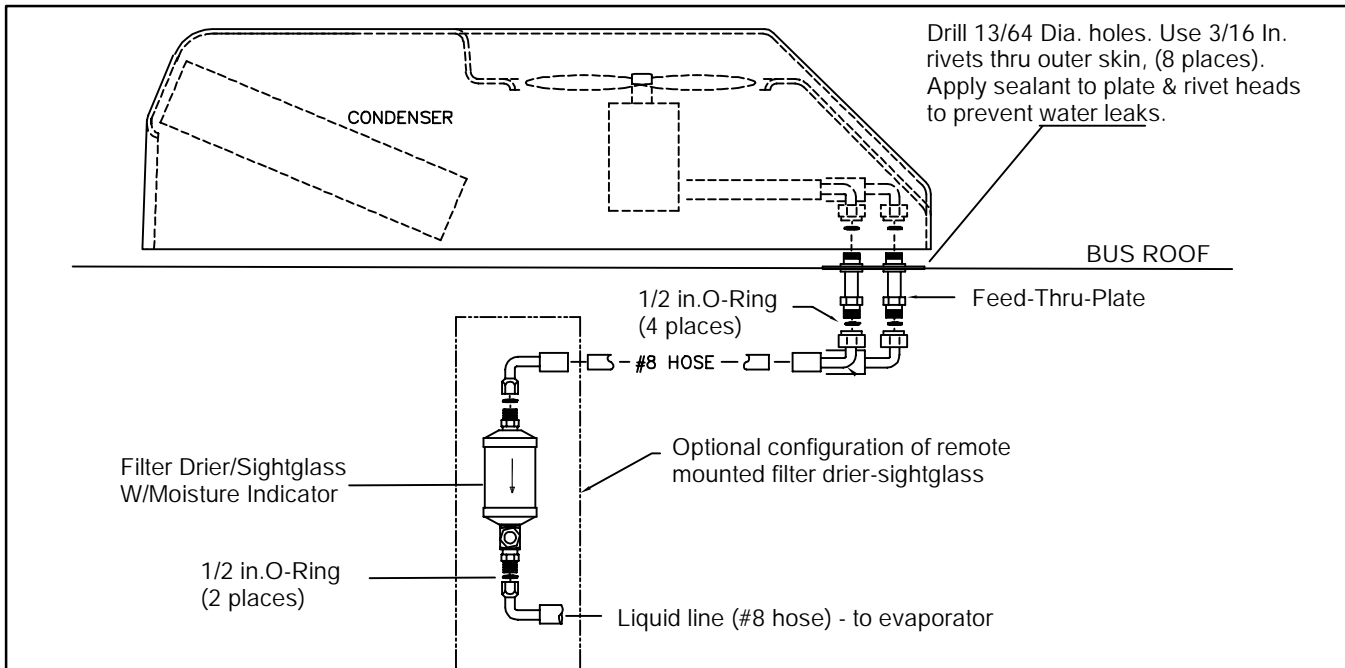 Drill 13/64 Dia. holes. Use 3/16 In.
rivets thru outer skin, (8 places).
Apply sealant to plate & rivet heads
to prevent water leaks.
CONDENSER
BUS ROOF
1/2 in.O-Ring
(4 places)
Feed-Thru-Plate
#8 HOSE
Optional configuration of remote
mounted filter drier-sightglass
Filter Drier/Sightglass
W/Moisture Indicator
1/2 in.O-Ring
(2 places)
Liquid line (#8 hose) - to evaporator